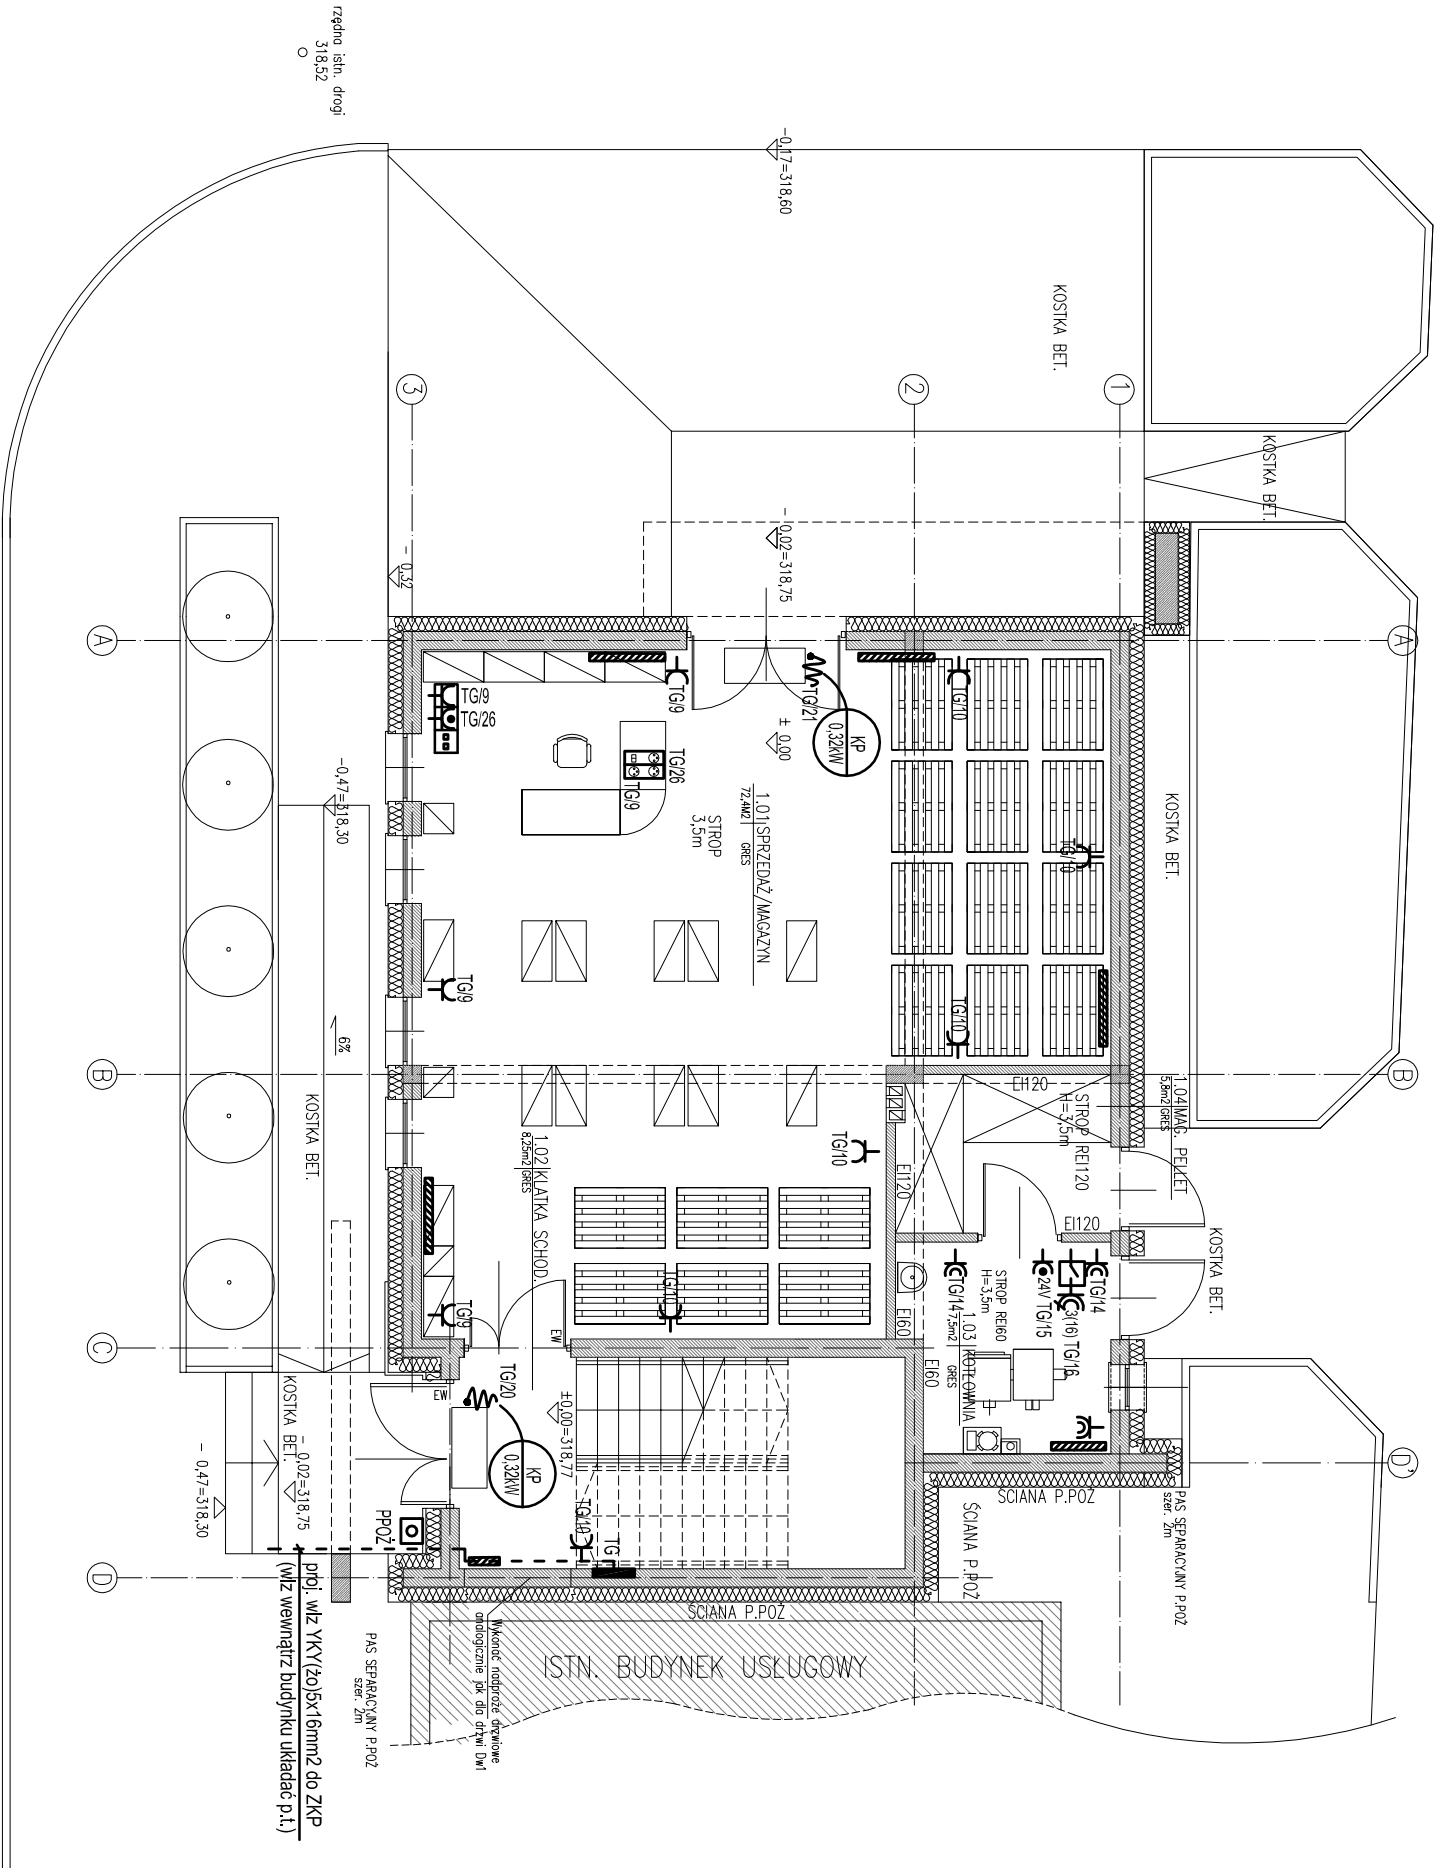 rzędna istn. drogi
318,52
-0,17=318,60
KOSTKA BET.
KOSTKA BET.
3
2
1
- 0,02=318,75
- 0,32
A
A
TG/9
TG/26
TG/9
TG/21
TG/10
KP
0,32kW
± 0,00
TG/26
TG/9
-0,47=318,30
1.01 SPRZEDAŻ/MAGAZYN
72,4M2 GRES
STROP
3,5m
TG/10
KOSTKA BET.
TG/9
TG/10
6%
B
B
KOSTKA BET.
EI120
1.04 MAG. PELLET
5,8m2 GRES
STROP REI120
H=3,5m
TG/10
EI120
EI120
1.02 KLATKA SCHOD.
8,25m2 GRES
KOSTKA BET.
TG/14
3(16) TG/16
24V TG/15
TG/14
STROP REI60
H=3,5m
1.03 KOTŁOWNIA
7,5m2 GRES
EI60
EI60
TG/10
TG/9
EW
C
TG/20
EW
±0,00=318,77
KP
0,32kW
KOSTKA BET.
- 0,02=318,75
- 0,47=318,30
D'
PPOŻ
TG/10
TG
ŚCIANA P.POŻ
ŚCIANA P.POŻ
PAS SEPARACYJNY P.POŻ
szer. 2m
D
ŚCIANA P.POŻ
ISTN. BUDYNEK USŁUGOWY
Wykonać nadproże drzwiowe
analogicznie jak dla drzwi Dw1
PAS SEPARACYJNY P.POŻ
szer. 2m
proj. wlz YKY(żo)5x16mm2 do ZKP
(wlz wewnątrz budynku układać p.t.)